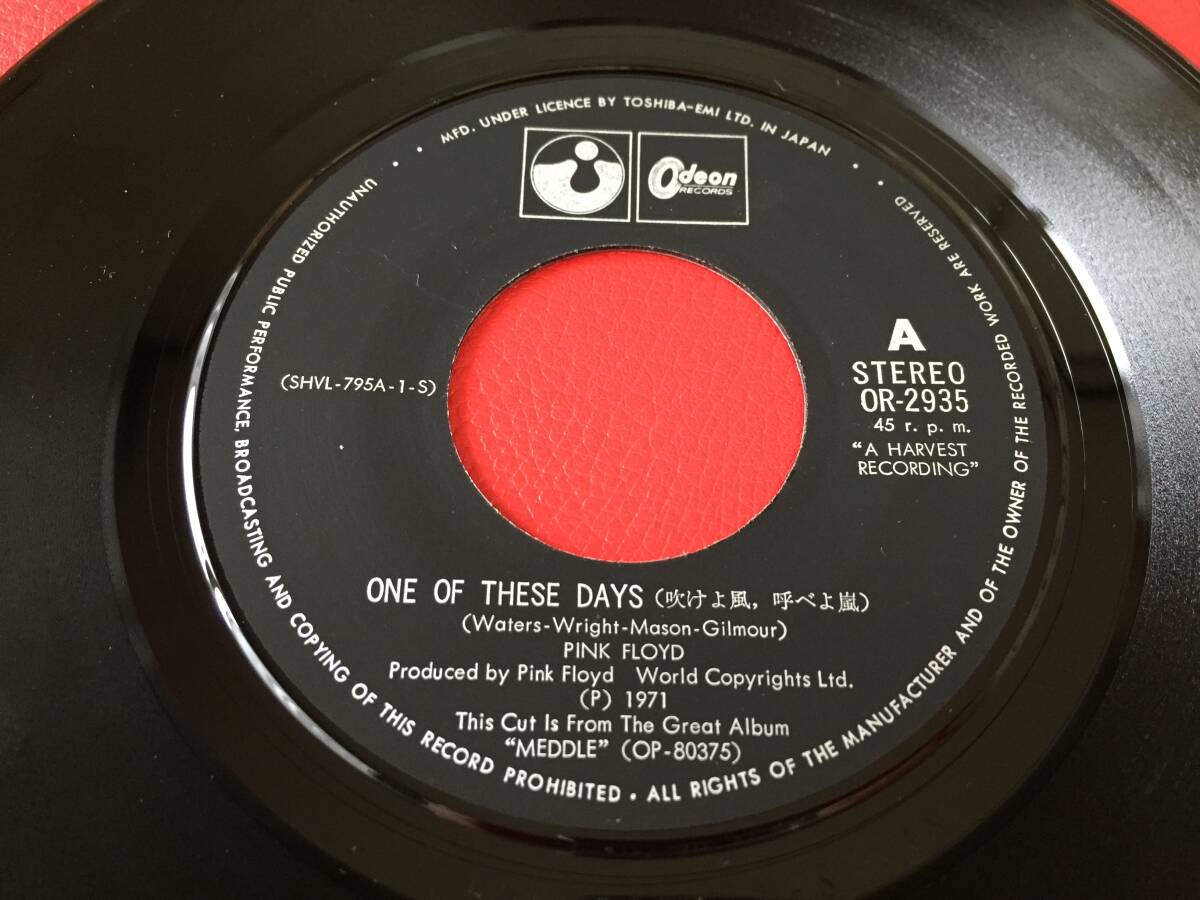 MFD. UNDER LICENCE BY TOSHIBA-EMI LTD. IN JAPAN
Odeon
RECORDS
(SHVL-795A-1-S)
A
STEREO
OR-2935
45 r. p. m.
“A HARVEST
RECORDING”
ONE OF THESE DAYS (吹けよ風, 呼べよ嵐)
(Waters-Wright-Mason-Gilmour)
PINK FLOYD
Produced by Pink Floyd World Copyrights Ltd.
(P) 1971
This Cut Is From The Great Album
“MEDDLE” (OP-80375)
UNAUTHORIZED PUBLIC PERFORMANCE, BROADCASTING AND COPYING OF THIS RECORD PROHIBITED • ALL RIGHTS OF THE MANUFACTURER AND OF THE OWNER OF THE RECORDED WORK ARE RESERVED